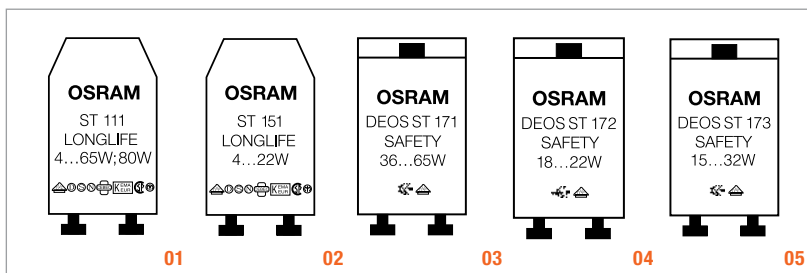 OSRAM
ST 111
LONGLIFE
4...65W;80W
01
OSRAM
ST 151
LONGLIFE
4...22W
02
OSRAM
DEOS ST 171
SAFETY
36...65W
03
OSRAM
DEOS ST 172
SAFETY
18...22W
04
OSRAM
DEOS ST 173
SAFETY
15...32W
05